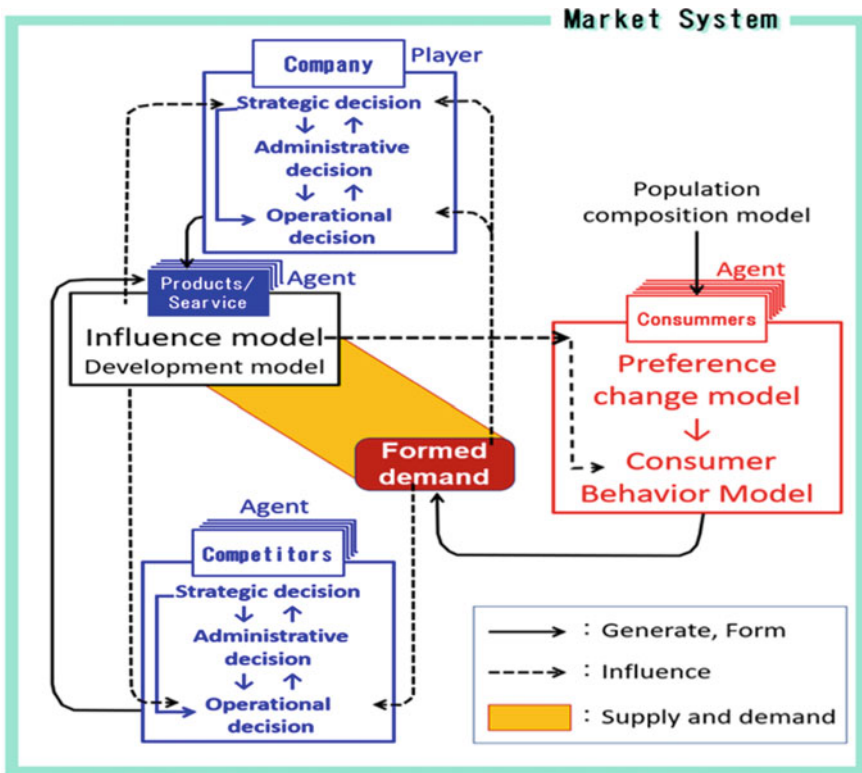 Market System
Company
Player
Strategic decision
↓ ↑
Administrative
decision
↓ ↑
Operational
decision
Population
composition model
Products/
Searvice
Agent
Influence model
Development model
Agent
Consummers
Preference
change model
↓
Consumer
Behavior Model
Formed
demand
Agent
Competitors
Strategic decision
↓ ↑
Administrative
decision
↓ ↑
Operational
decision
: Generate, Form
: Influence
: Supply and demand